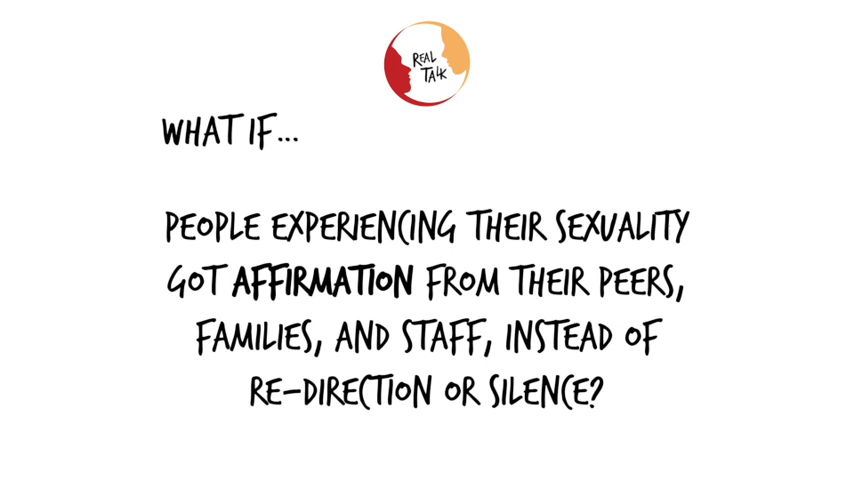 REAL
TALK
WHAT IF...
PEOPLE EXPERIENCING THEIR SEXUALITY
GOT AFFIRMATION FROM THEIR PEERS,
FAMILIES, AND STAFF, INSTEAD OF
RE-DIRECTION OR SILENCE?